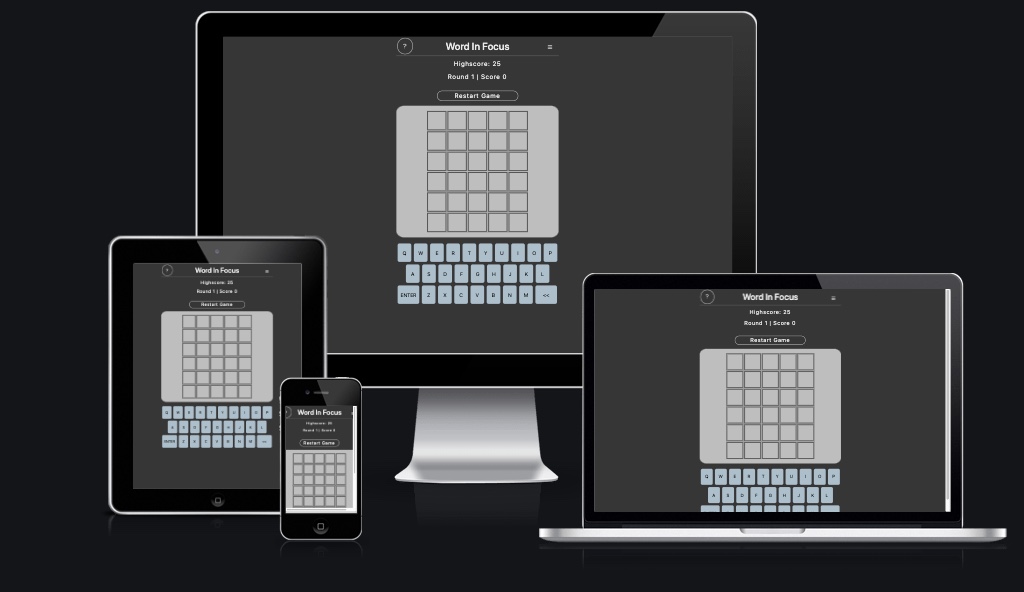 ? Word In Focus ≡
Highscore: 25
Round 1 | Score 0
Restart Game
Q W E R T Y U I O P
A S D F G H J K L
ENTER Z X C V B N M <<
? Word In Focus ≡
Highscore: 25
Round 1 | Score 0
Restart Game
Q W E R T Y U I O P
A S D F G H J K L
ENTER Z X C V B N M <<
Word In Focus
Highscore: 25
Round 1 | Score 0
Restart Game
? Word In Focus ≡
Highscore: 25
Round 1 | Score 0
Restart Game
Q W E R T Y U I O P
A S D F G H J K L